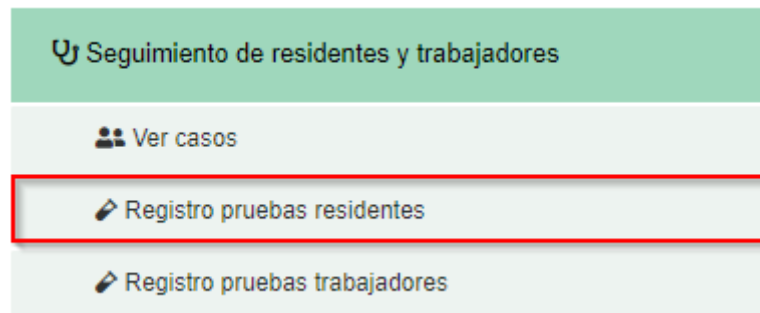 Seguimiento de residentes y trabajadores
Ver casos
Registro pruebas residentes
Registro pruebas trabajadores